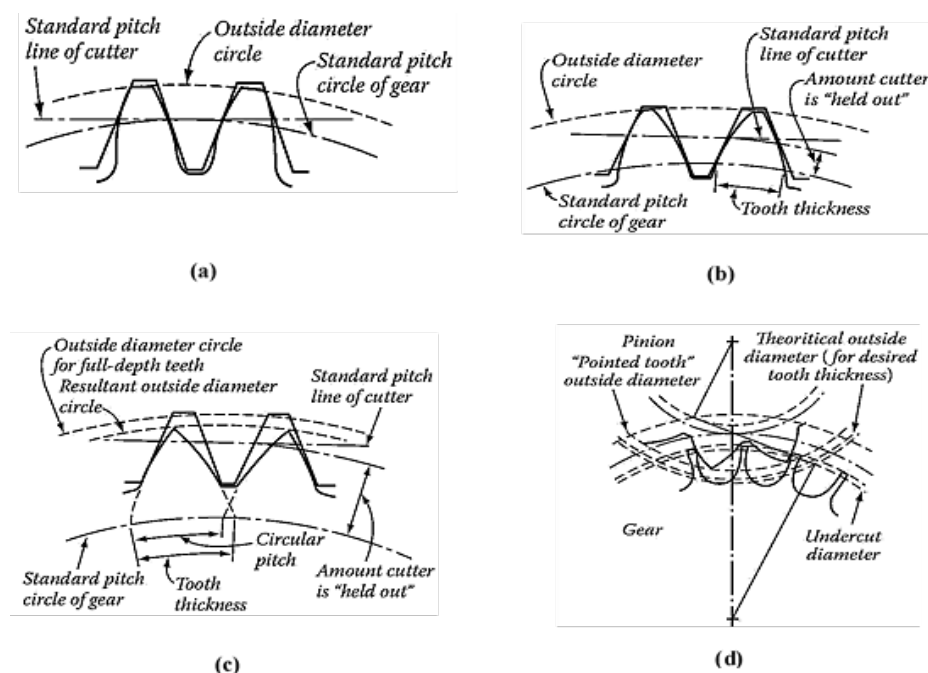 Standard pitch
line of cutter
Outside diameter
circle
Standard pitch
circle of gear
(a)
Outside diameter
circle
Standard pitch
line of cutter
Amount cutter
is "held out"
Standard pitch
circle of gear
Tooth thickness
(b)
Outside diameter circle
for full-depth teeth
Resultant outside diameter
circle
Standard pitch
line of cutter
Standard pitch
circle of gear
Circular
pitch
Tooth
thickness
Amount cutter
is "held out"
(c)
Pinion
"Pointed tooth"
outside diameter
Theoritical outside
diameter (for desired
tooth thickness)
Gear
Undercut
diameter
(d)